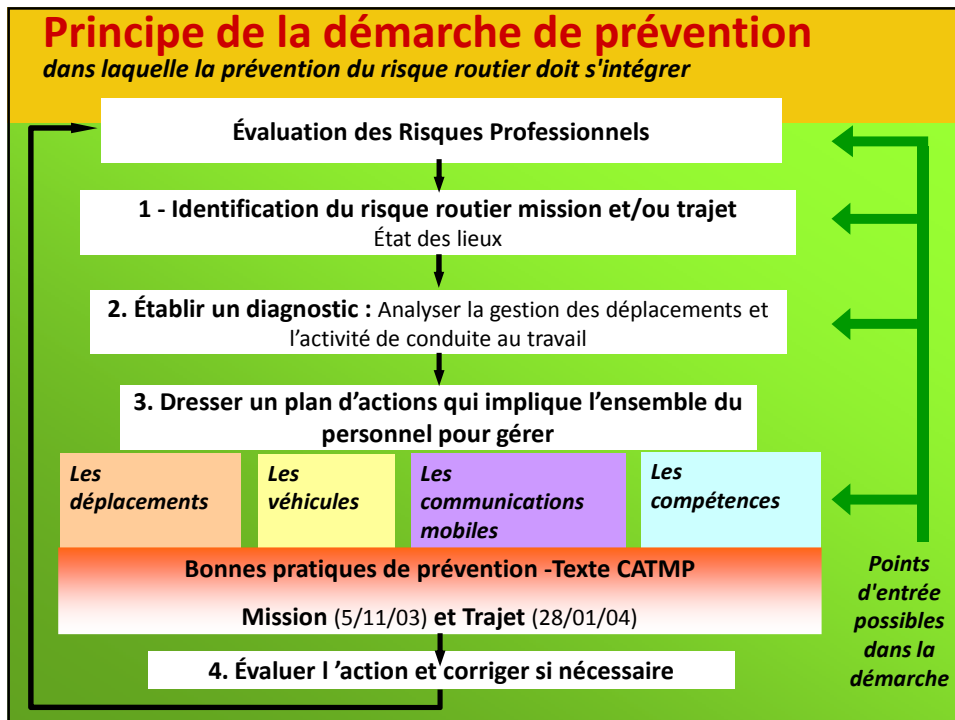 Principe de la démarche de prévention
dans laquelle la prévention du risque routier doit s'intégrer
Évaluation des Risques Professionnels
1 - Identification du risque routier mission et/ou trajet
État des lieux
2. Établir un diagnostic : Analyser la gestion des déplacements et
l’activité de conduite au travail
3. Dresser un plan d’actions qui implique l’ensemble du
personnel pour gérer
Les
déplacements
Les
véhicules
Les
communications
mobiles
Les
compétences
Bonnes pratiques de prévention -Texte CATMP
Mission (5/11/03) et Trajet (28/01/04)
4. Évaluer l ’action et corriger si nécessaire
Points
d'entrée
possibles
dans la
démarche